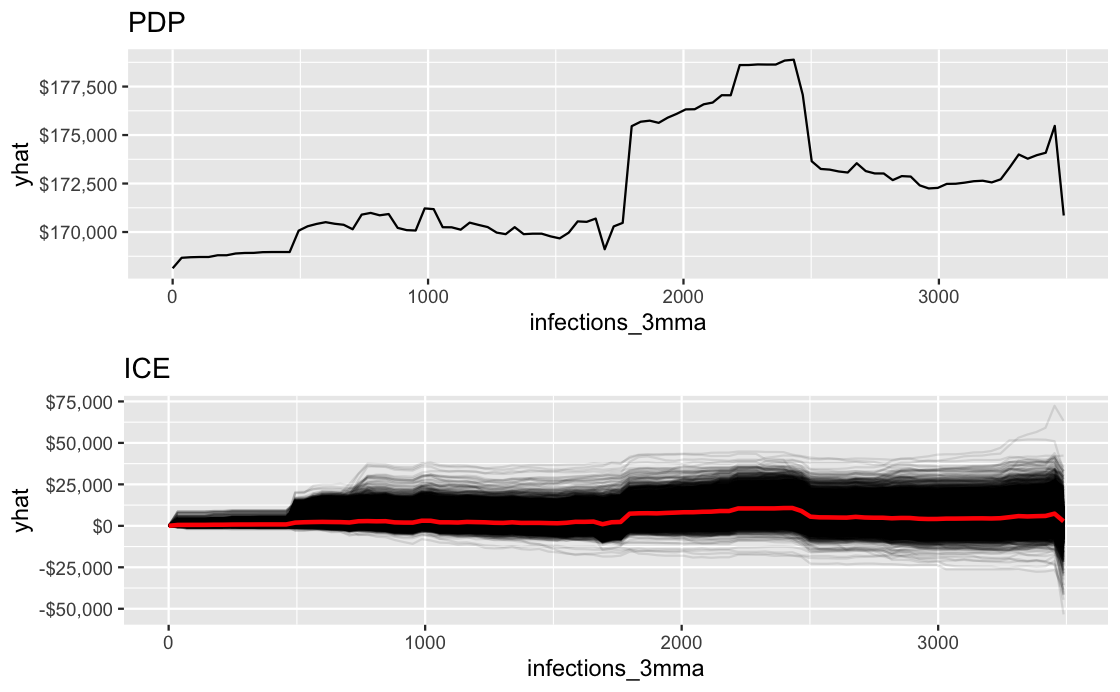 PDP
$177,500
$175,000
$172,500
$170,000
yhat
0 1000 2000 3000
infections_3mma
ICE
$75,000
$50,000
$25,000
$0
-$25,000
-$50,000
yhat
0 1000 2000 3000
infections_3mma